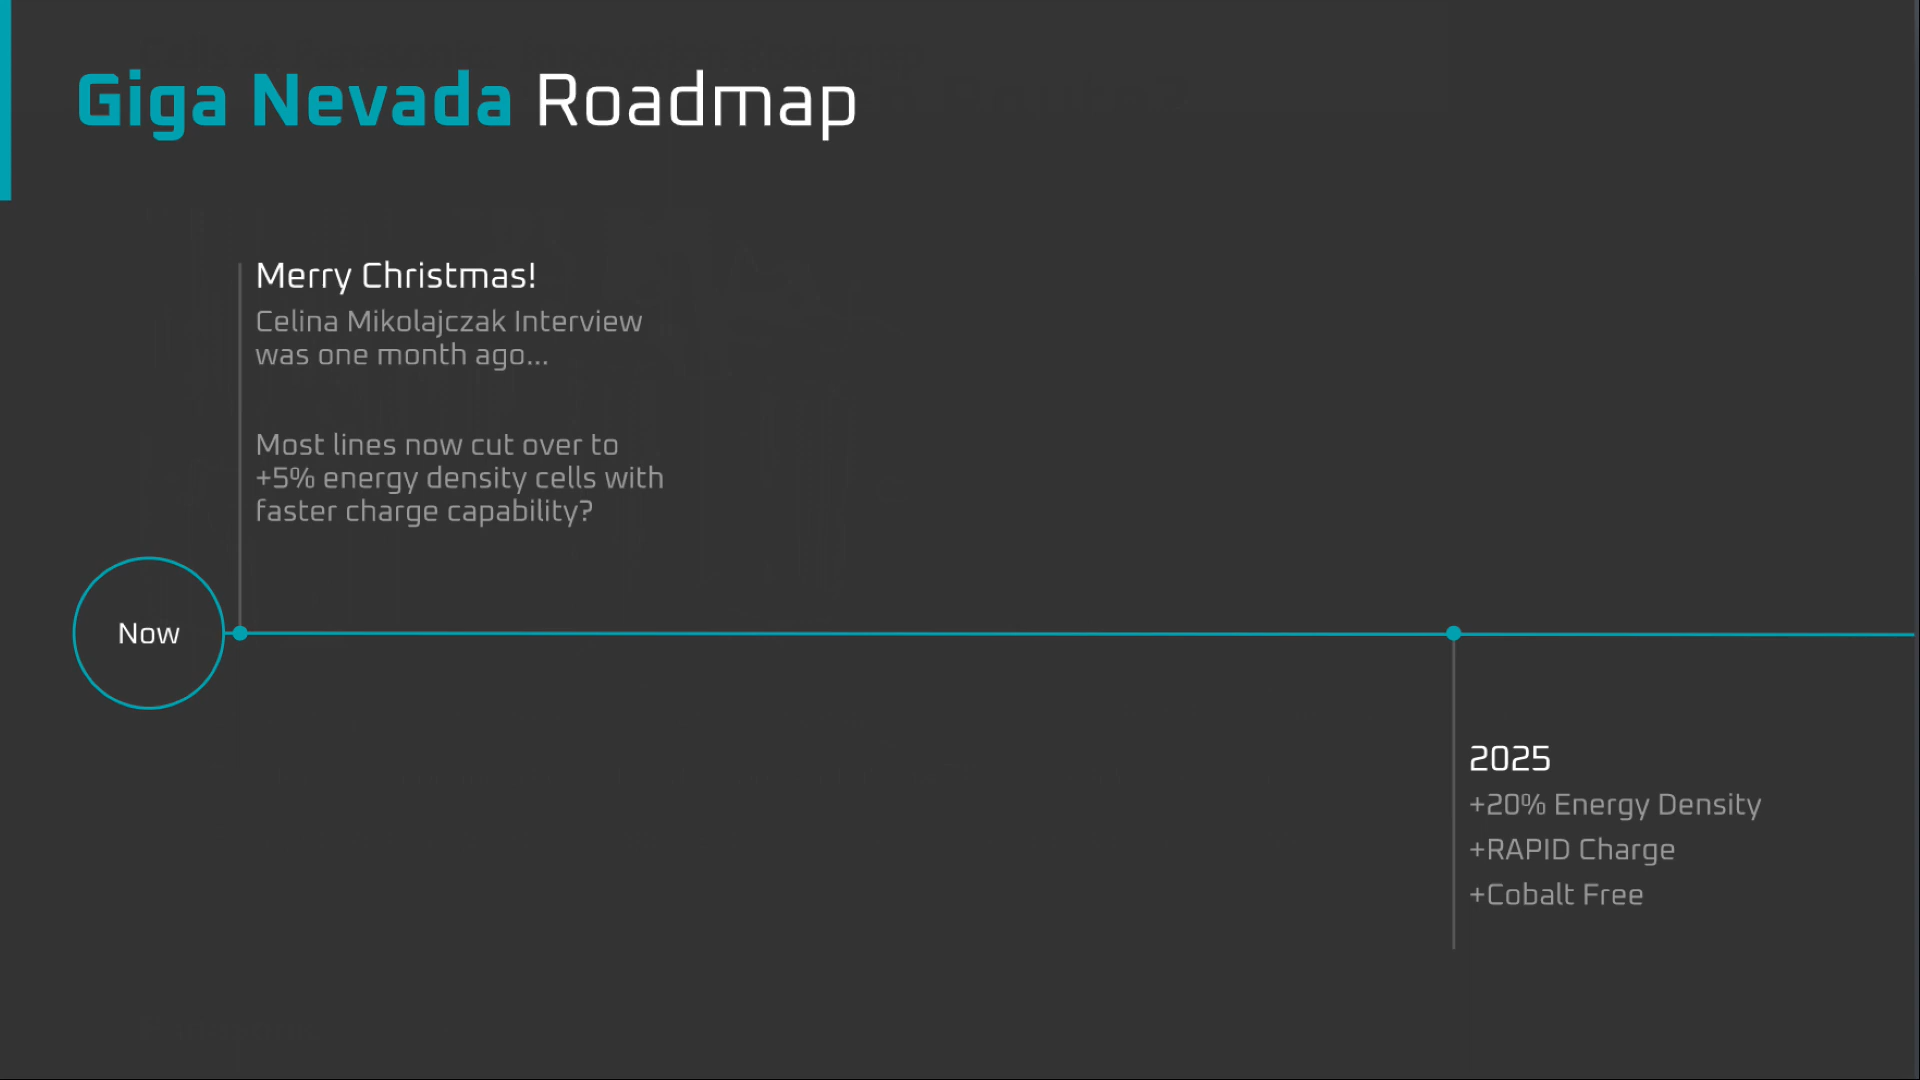 Giga Nevada Roadmap
Merry Christmas!
Celina Mikolajczak Interview
was one month ago...
Most lines now cut over to
+5% energy density cells with
faster charge capability?
Now
2025
+20% Energy Density
+RAPID Charge
+Cobalt Free